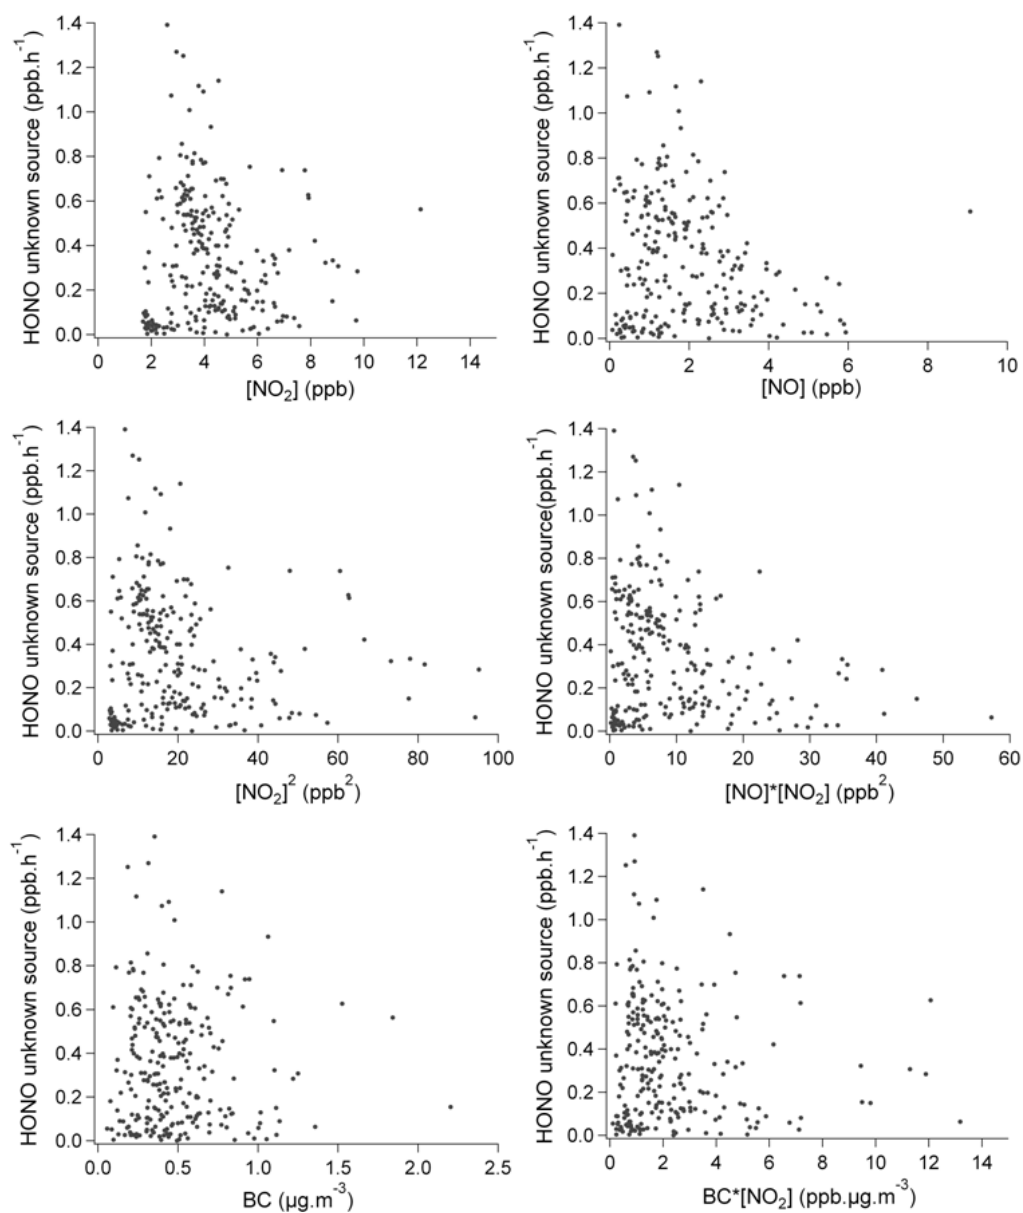 HONO unknown source (ppb.h⁻¹)
1.4
1.2
1.0
0.8
0.6
0.4
0.2
0.0
0 2 4 6 8 10 12 14
[NO₂] (ppb)
HONO unknown source (ppb.h⁻¹)
1.4
1.2
1.0
0.8
0.6
0.4
0.2
0.0
0 2 4 6 8 10
[NO] (ppb)
HONO unknown source (ppb.h⁻¹)
1.4
1.2
1.0
0.8
0.6
0.4
0.2
0.0
0 20 40 60 80 100
[NO₂]² (ppb²)
HONO unknown source(ppb.h⁻¹)
1.4
1.2
1.0
0.8
0.6
0.4
0.2
0.0
0 10 20 30 40 50 60
[NO]*[NO₂] (ppb²)
HONO unknown source (ppb.h⁻¹)
1.4
1.2
1.0
0.8
0.6
0.4
0.2
0.0
0.0 0.5 1.0 1.5 2.0 2.5
BC (µg.m⁻³)
HONO unknown source (ppb.h⁻¹)
1.4
1.2
1.0
0.8
0.6
0.4
0.2
0.0
0 2 4 6 8 10 12 14
BC*[NO₂] (ppb.µg.m⁻³)